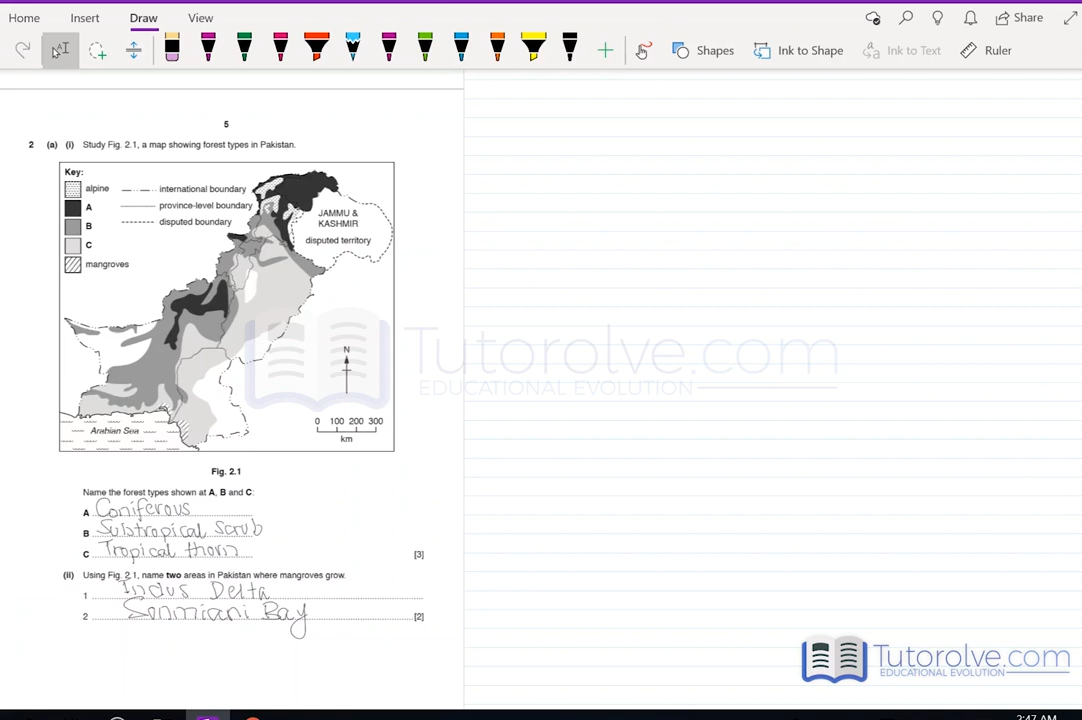 Home Insert Draw View Share
Shapes Ink to Shape Ink to Text Ruler
5
2 (a) (i) Study Fig. 2.1, a map showing forest types in Pakistan.
Key:
alpine international boundary
A province-level boundary
B disputed boundary
C
mangroves
JAMMU &
KASHMIR
disputed territory
N
0 100 200 300
km
Arabian Sea
Fig. 2.1
Name the forest types shown at A, B and C:
A Coniferous
B Subtropical Scrub
C Tropical thorn [3]
(ii) Using Fig. 2.1, name two areas in Pakistan where mangroves grow.
1 Indus Delta
2 Sonmiani Bay [2]
Tutorolve.com
EDUCATIONAL EVOLUTION
Tutorolve.com
EDUCATIONAL EVOLUTION
2:47 AM